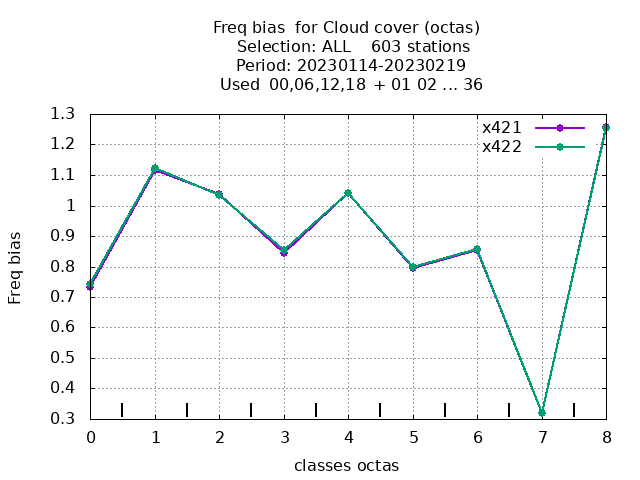 Freq bias  for Cloud cover (octas)
Selection: ALL    603 stations
Period: 20230114-20230219
Used  00,06,12,18  + 01 02 ... 36
x421
x422
1.3
1.2
1.1
1
0.9
0.8
0.7
0.6
0.5
0.4
0.3
Freq bias
0 1 2 3 4 5 6 7 8
classes octas